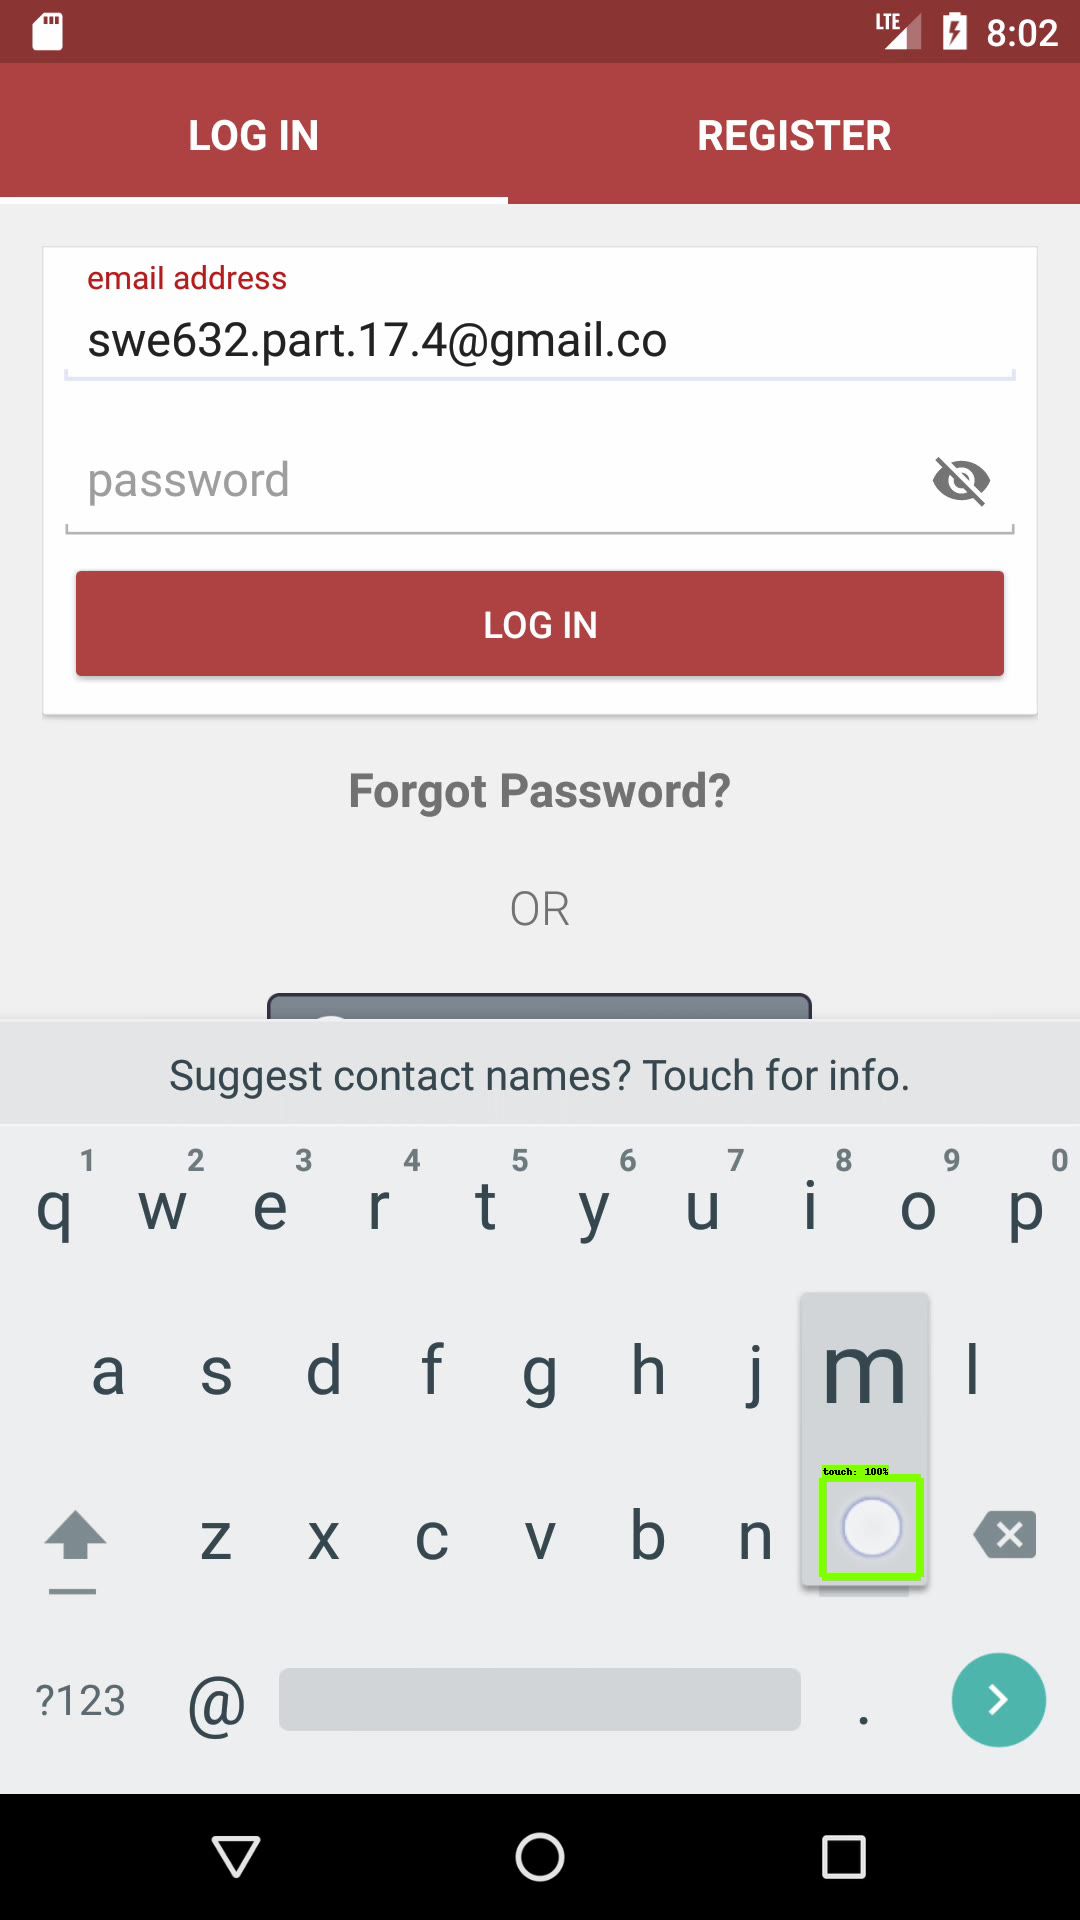 LTE 8:02
LOG IN REGISTER
email address
swe632.part.17.4@gmail.co
password
LOG IN
Forgot Password?
OR
Suggest contact names? Touch for info.
1 2 3 4 5 6 7 8 9 0
q w e r t y u i o p
a s d f g h j m l
touch: 100%
z x c v b n
?123 @ .